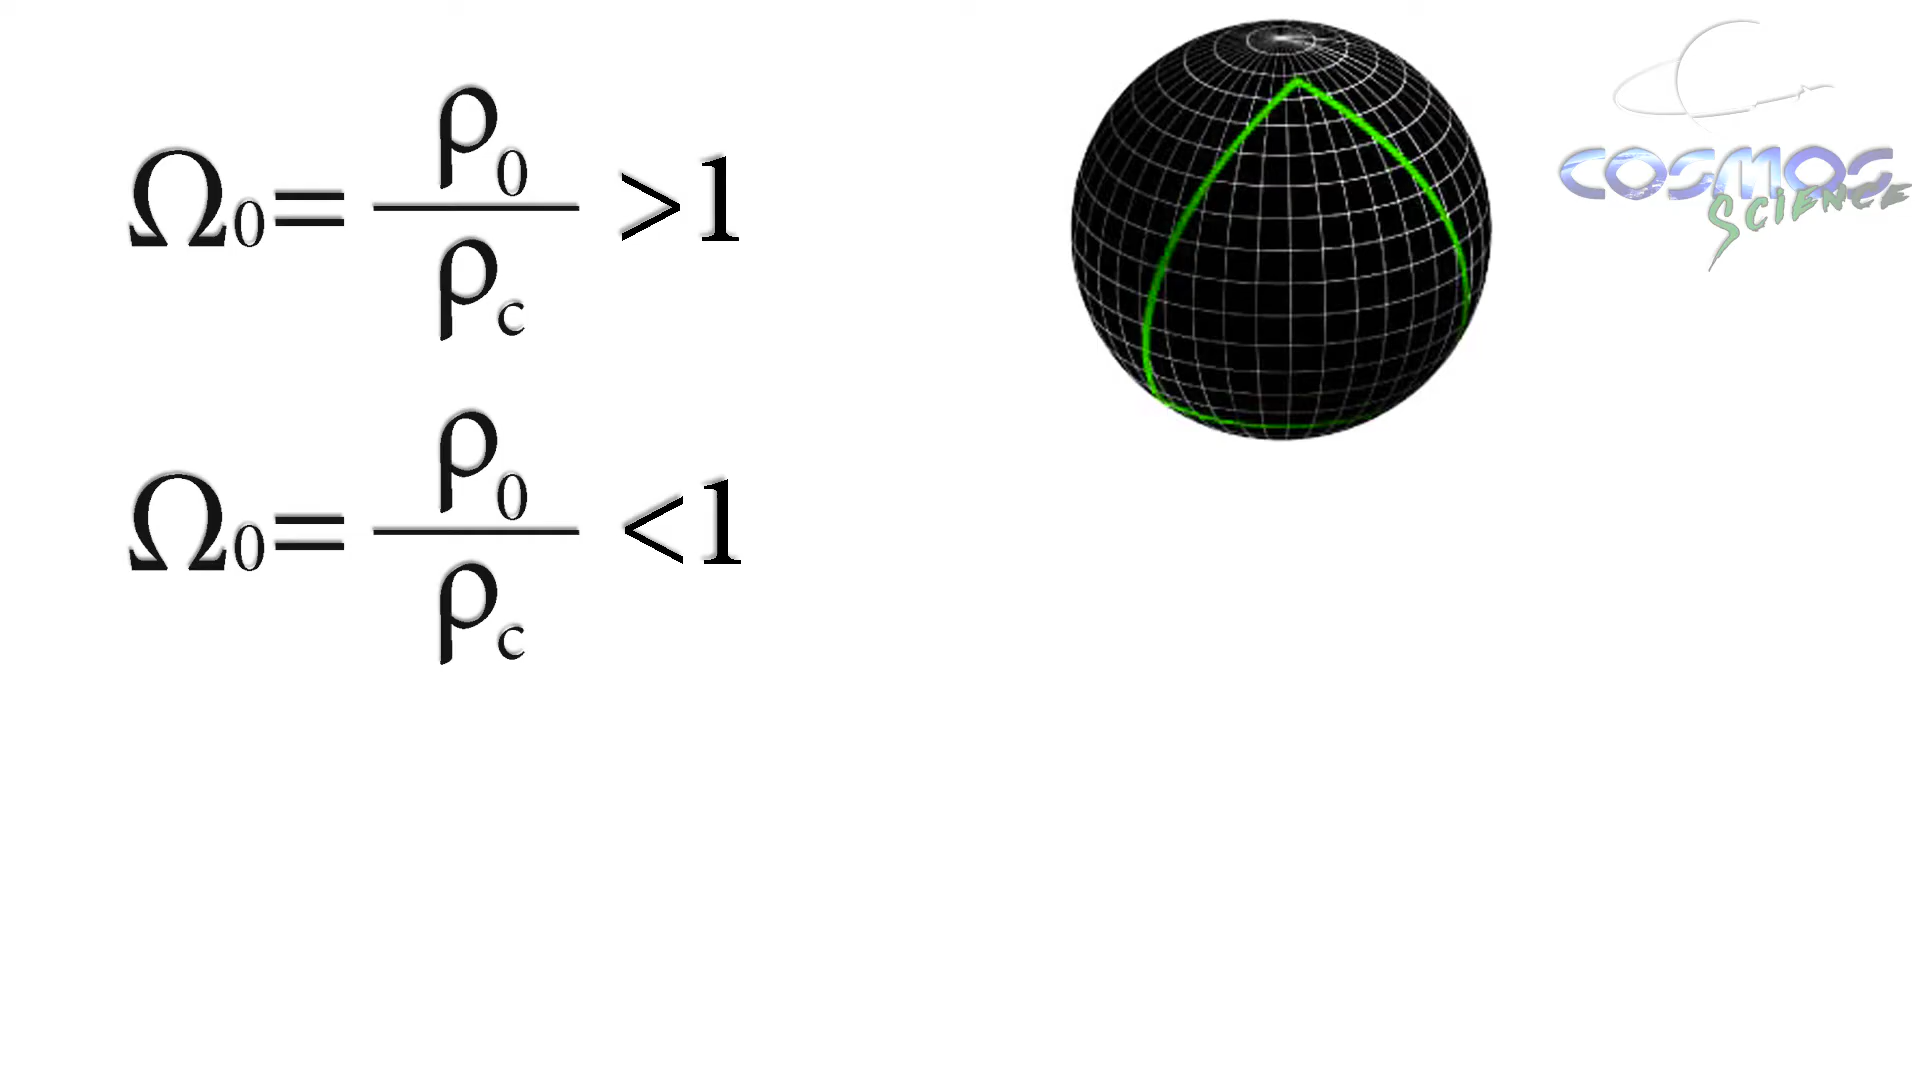 Ω₀ = ρ₀ / ρc >1
Ω₀ = ρ₀ / ρc <1
COSMOS
SCIENCE